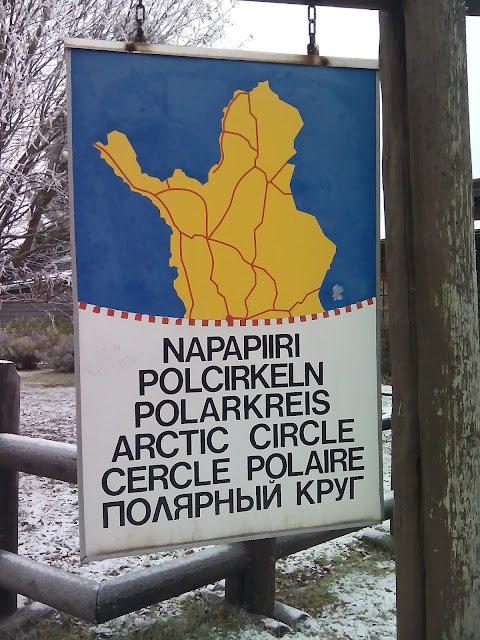 NAPAPIIRI
POLCIRKELN
POLARKREIS
ARCTIC CIRCLE
CERCLE POLAIRE
ПОЛЯРНЫЙ КРУГ